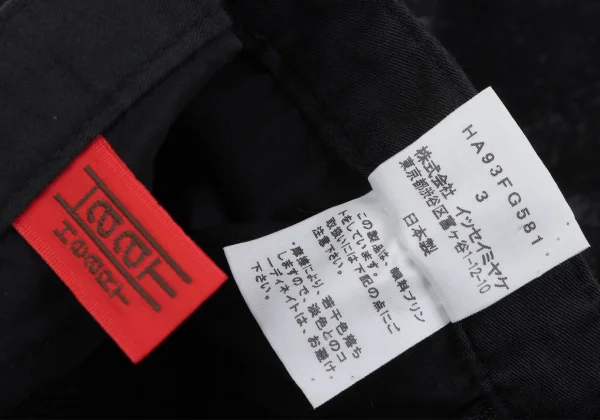 HaaT
HeaRT
HA93FG581
3
株式会社 イッセイミヤケ
東京都渋谷区富ヶ谷1-12-10
日本製
この製品は、顔料プリン
トをしています。
取扱いには下記の点にご
注意下さい。
・摩擦により、若干色落ち
しますので、淡色とのコ
ーディネイトは、お避け
下さい。